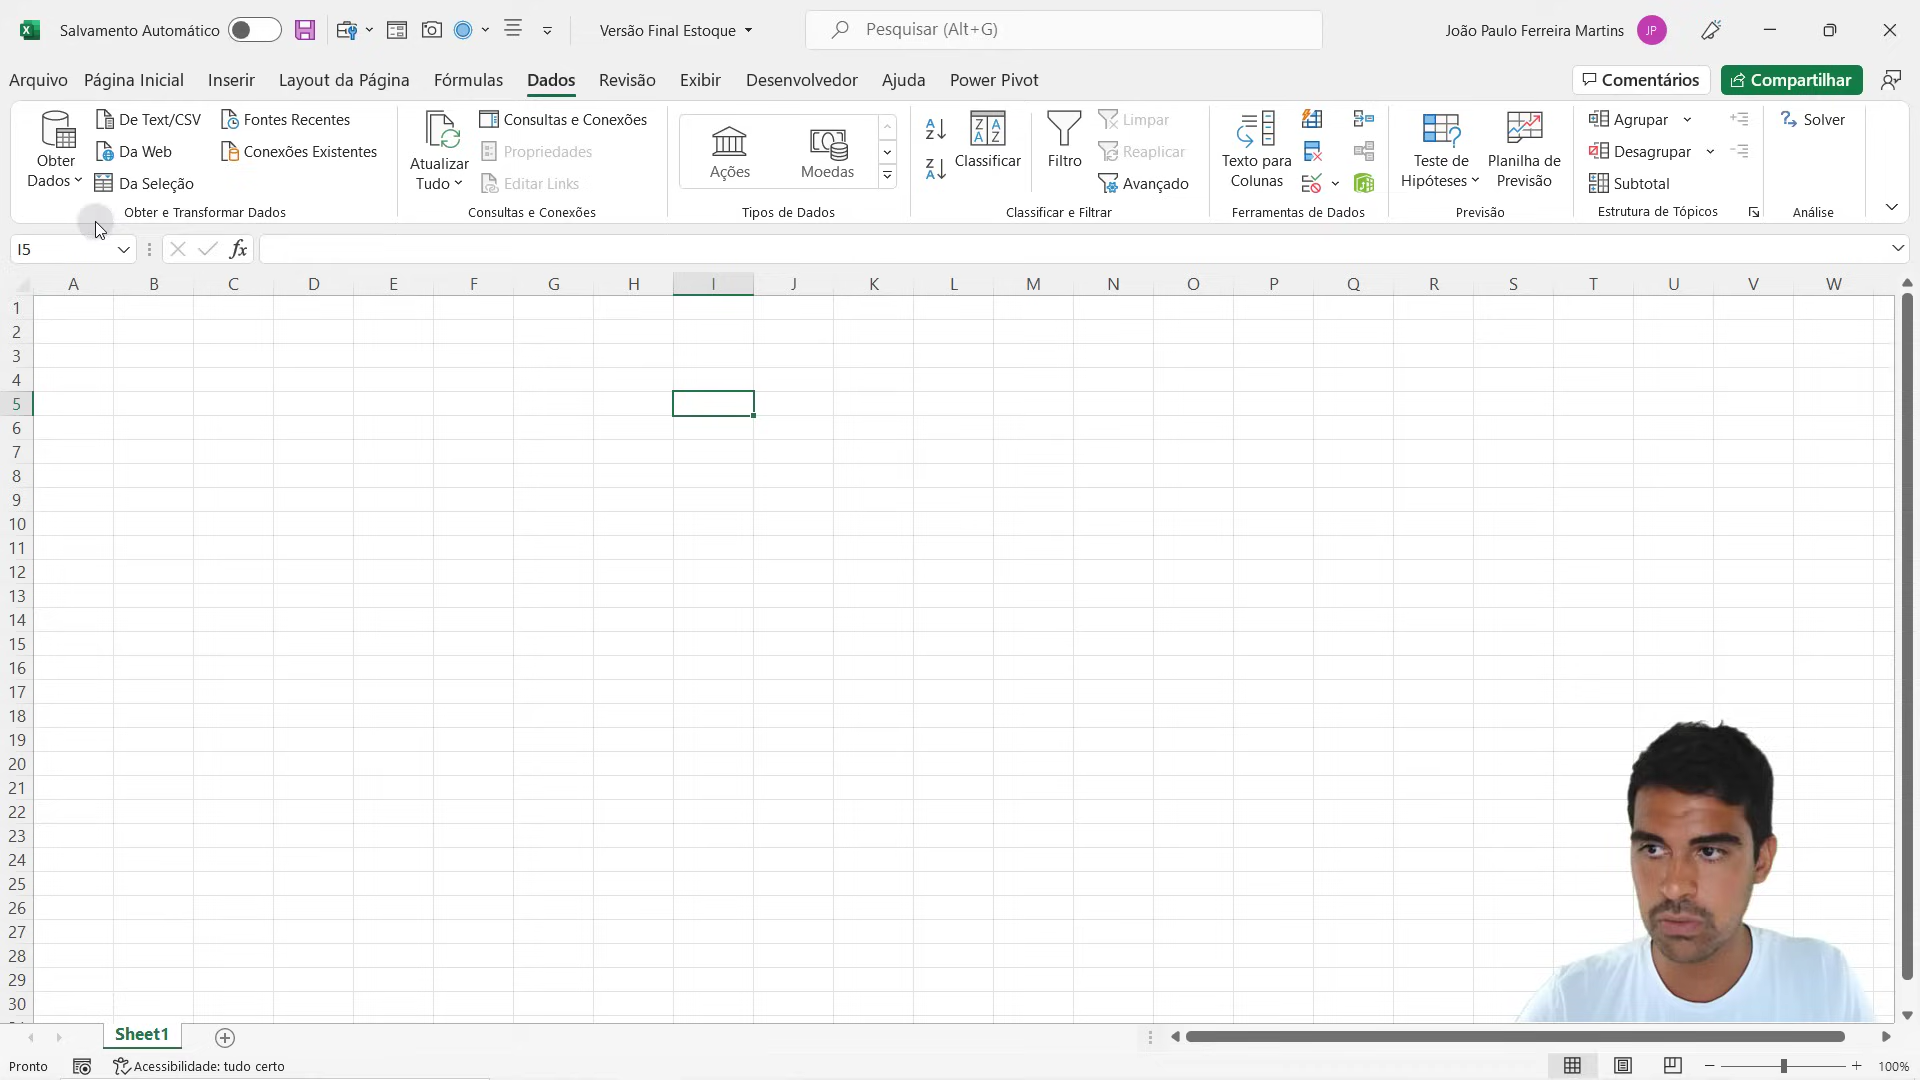 Salvamento Automático
Versão Final Estoque
Pesquisar (Alt+G)
João Paulo Ferreira Martins
JP
Arquivo Página Inicial Inserir Layout da Página Fórmulas Dados Revisão Exibir Desenvolvedor Ajuda Power Pivot
Comentários
Compartilhar
Obter Dados
De Text/CSV
Da Web
Da Seleção
Fontes Recentes
Conexões Existentes
Obter e Transformar Dados
Atualizar Tudo
Consultas e Conexões
Propriedades
Editar Links
Consultas e Conexões
Ações
Moedas
Tipos de Dados
A
Z
Z
A
Z A
A Z
Classificar
Filtro
Limpar
Reaplicar
Avançado
Classificar e Filtrar
Texto para Colunas
Ferramentas de Dados
Teste de Hipóteses
Planilha de Previsão
Previsão
Agrupar
Desagrupar
Subtotal
Estrutura de Tópicos
Solver
Análise
I5
fx
A B C D E F G H I J K L M N O P Q R S T U V W
1
2
3
4
5
6
7
8
9
10
11
12
13
14
15
16
17
18
19
20
21
22
23
24
25
26
27
28
29
30
Sheet1
Pronto
Acessibilidade: tudo certo
100%